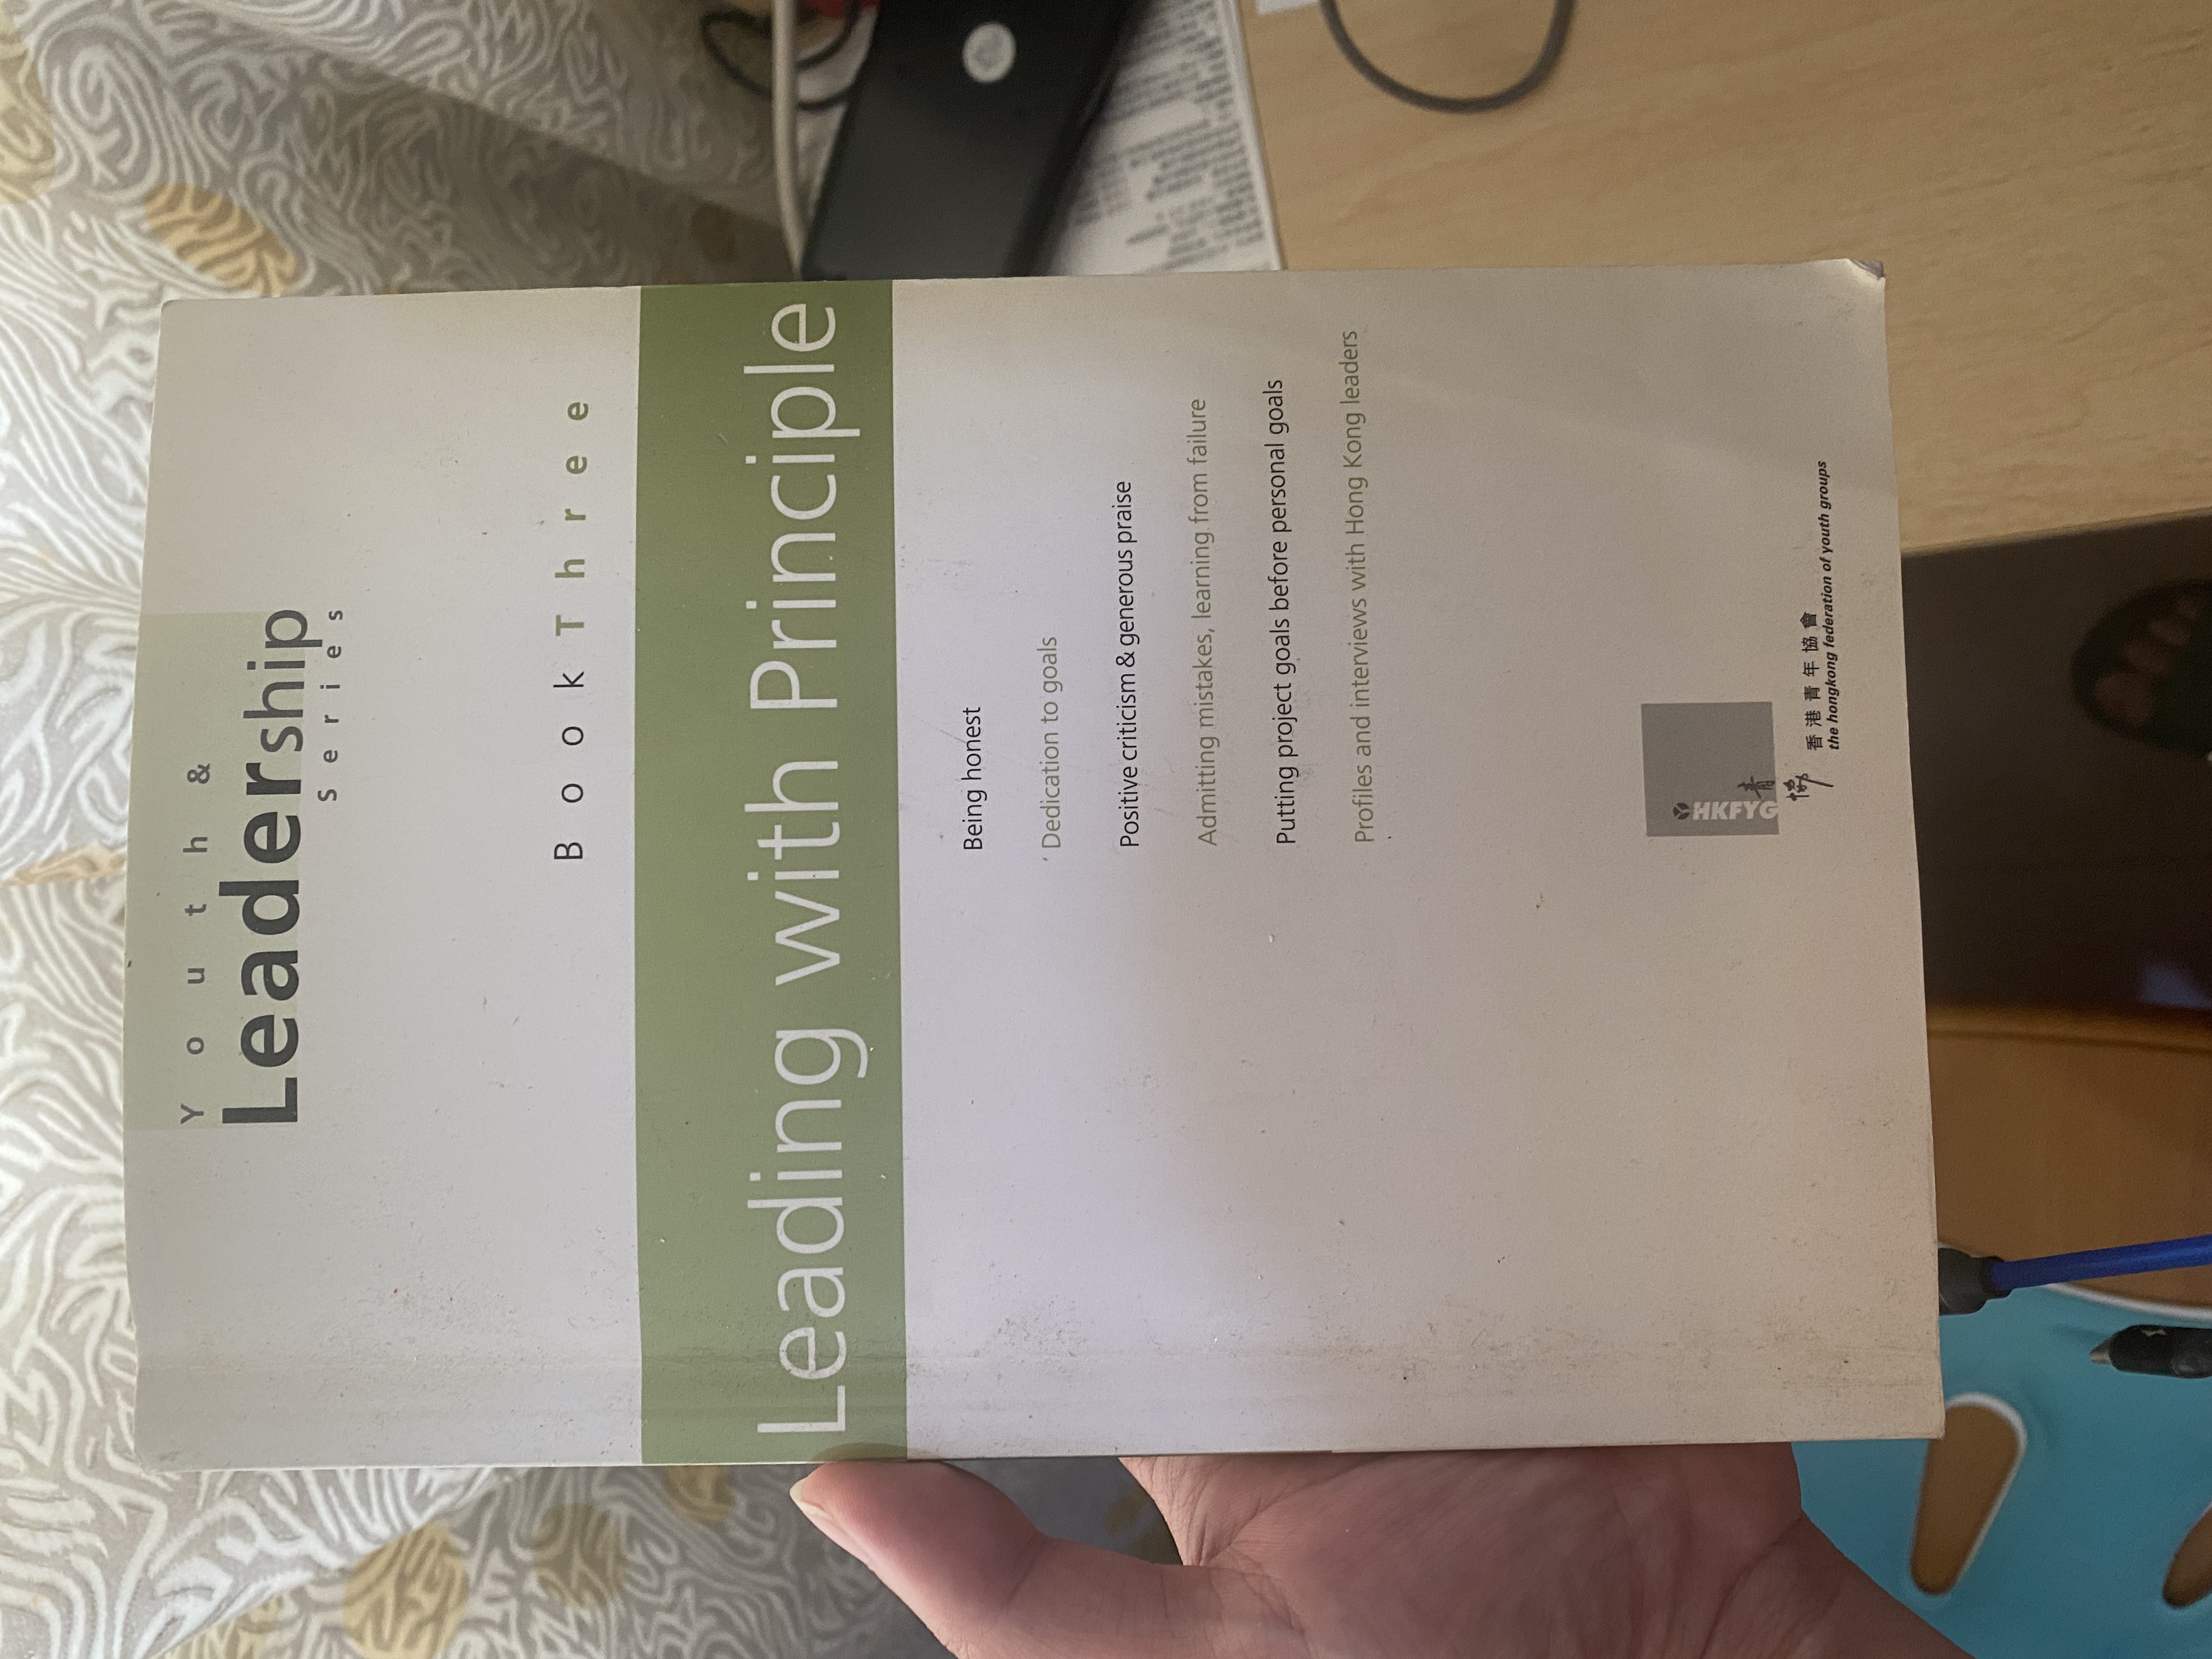 Youth &
Leadership
Series
Book Three
Leading with Principle
Being honest
Dedication to goals
Positive criticism & generous praise
Admitting mistakes, learning from failure
Putting project goals before personal goals
Profiles and interviews with Hong Kong leaders
HKFYG
青協
香港青年協會
the hongkong federation of youth groups